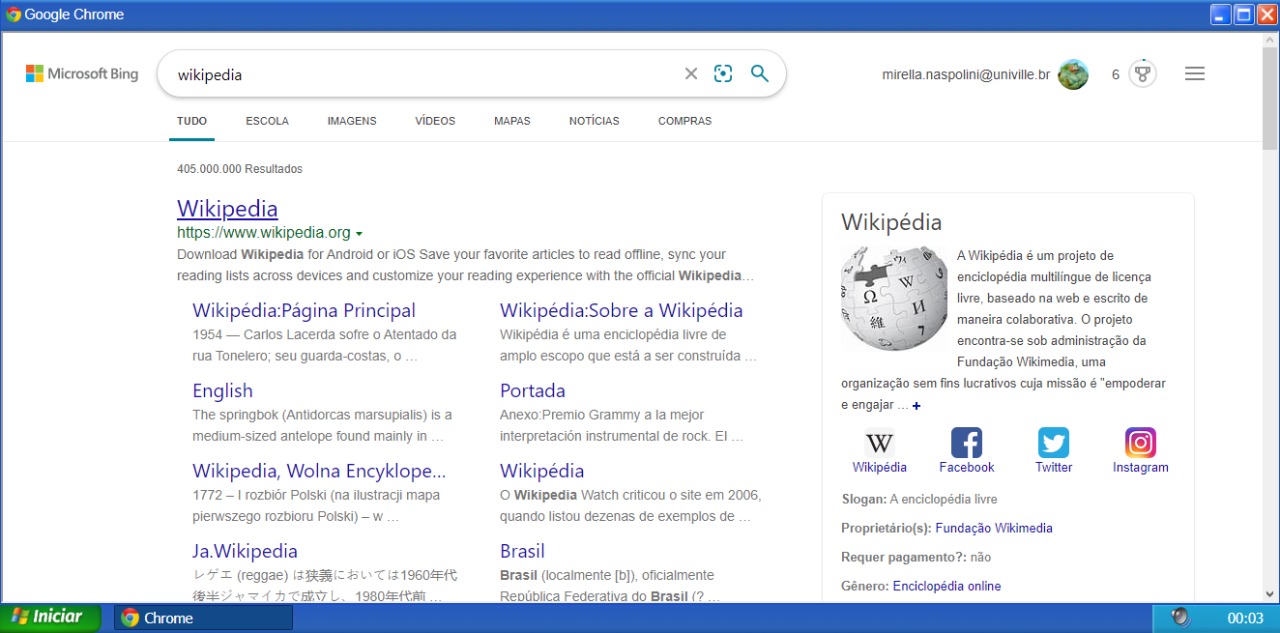 Google Chrome
Microsoft Bing
wikipedia
mirella.naspolini@univille.br
6
TUDO
ESCOLA
IMAGENS
VÍDEOS
MAPAS
NOTÍCIAS
COMPRAS
405.000.000 Resultados
Wikipedia
https://www.wikipedia.org
Download Wikipedia for Android or iOS Save your favorite articles to read offline, sync your
reading lists across devices and customize your reading experience with the official Wikipedia…
Wikipédia:Página Principal
1954 — Carlos Lacerda sofre o Atentado da
rua Tonelero; seu guarda-costas, o …
Wikipédia:Sobre a Wikipédia
Wikipédia é uma enciclopédia livre de
amplo escopo que está a ser construída …
English
The springbok (Antidorcas marsupialis) is a
medium-sized antelope found mainly in …
Portada
Anexo:Premio Grammy a la mejor
interpretación instrumental de rock. El …
Wikipedia, Wolna Encyklope...
1772 – I rozbiór Polski (na ilustracji mapa
pierwszego rozbioru Polski) – w …
Wikipédia
O Wikipedia Watch criticou o site em 2006,
quando listou dezenas de exemplos de …
Ja.Wikipedia
レゲエ (reggae) は狭義においては1960年代
後半ジャマイカで成立し、1980年代前 …
Brasil
Brasil (localmente [b]), oficialmente
República Federativa do Brasil (? …
Wikipédia
A Wikipédia é um projeto de
enciclopédia multilíngue de licença
livre, baseado na web e escrito de
maneira colaborativa. O projeto
encontra-se sob administração da
Fundação Wikimedia, uma
organização sem fins lucrativos cuja missão é "empoderar
e engajar … +
W
Ω
W
И
維
7
Wikipédia
Facebook
Twitter
Instagram
Slogan: A enciclopédia livre
Proprietário(s): Fundação Wikimedia
Requer pagamento?: não
Gênero: Enciclopédia online
Iniciar
Chrome
00:03